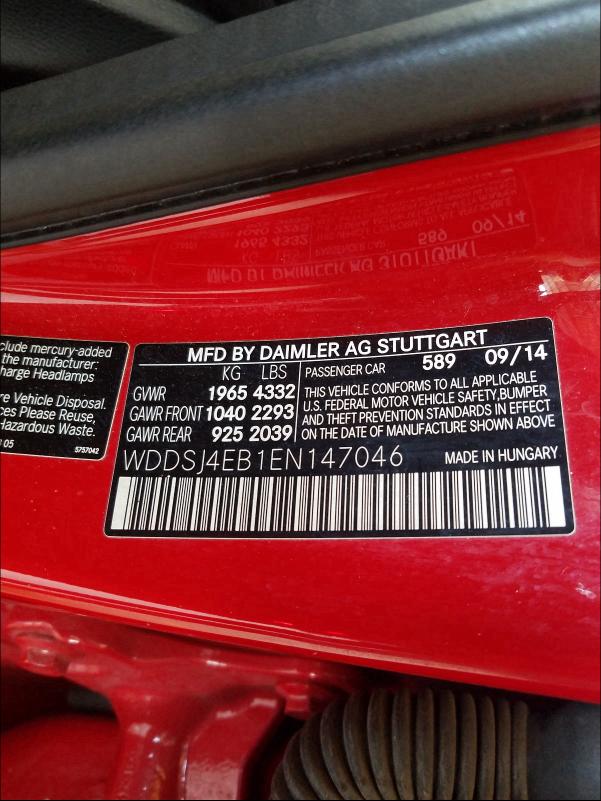 clude mercury-added
the manufacturer:
harge Headlamps
re Vehicle Disposal.
ces Please Reuse,
Hazardous Waste.
05
5757042
MFD BY DAIMLER AG STUTTGART
KG LBS
GVWR 1965 4332
GAWR FRONT 1040 2293
GAWR REAR 925 2039
PASSENGER CAR 589 09/14
THIS VEHICLE CONFORMS TO ALL APPLICABLE
U.S. FEDERAL MOTOR VEHICLE SAFETY, BUMPER
AND THEFT PREVENTION STANDARDS IN EFFECT
ON THE DATE OF MANUFACTURE SHOWN ABOVE
WDDSJ4EB1EN147046 MADE IN HUNGARY